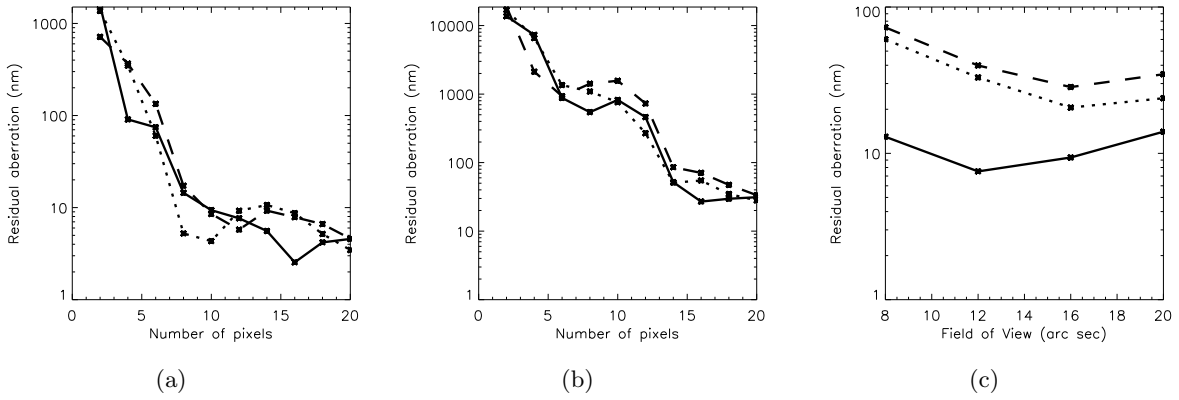 Residual aberration (nm)
1000
100
10
1
0 5 10 15 20
Number of pixels
(a)
Residual aberration (nm)
10000
1000
100
10
1
0 5 10 15 20
Number of pixels
(b)
Residual aberration (nm)
100
10
1
8 10 12 14 16 18 20
Field of View (arc sec)
(c)